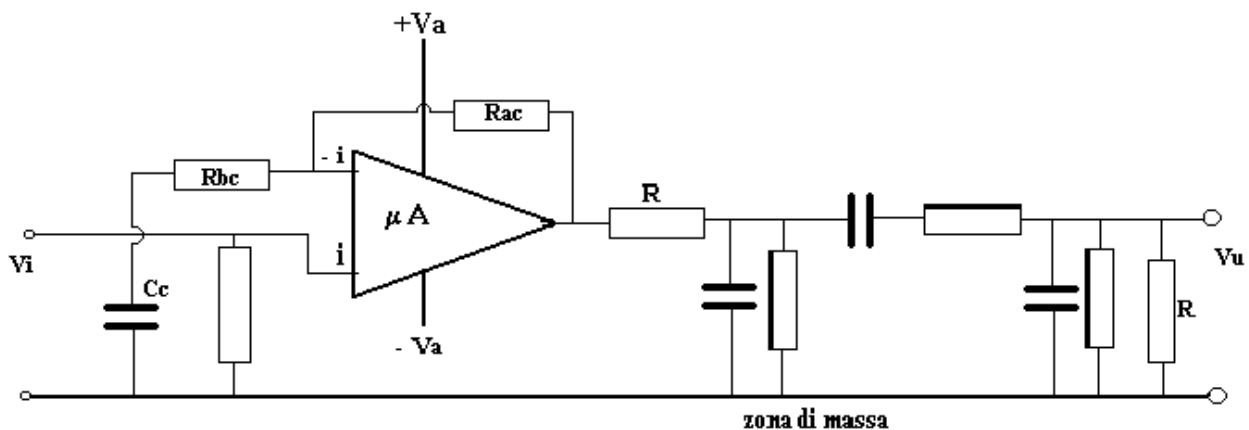 +Va
Rac
- i
Rbc
μ A
R
i
Vi
Vu
Cc
R
- Va
zona di massa